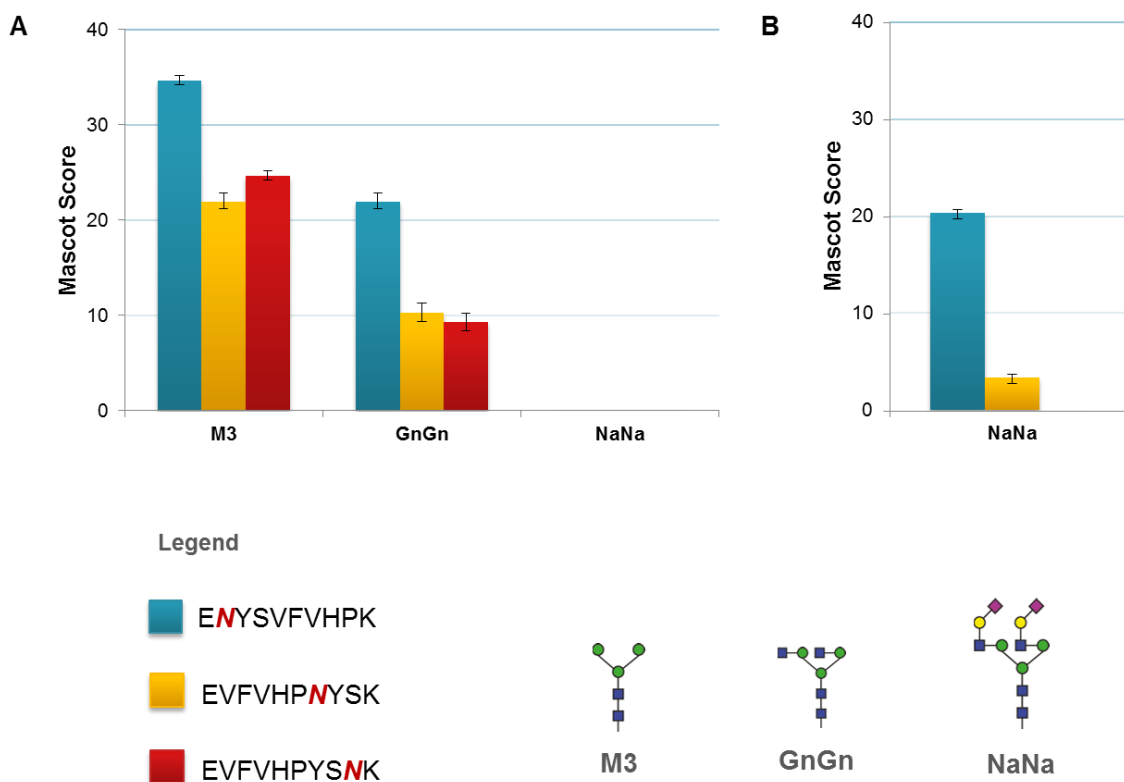 A
B
40
30
20
10
0
Mascot Score
M3
GnGn
NaNa
40
30
20
10
0
Mascot Score
NaNa
Legend
ENYSVFVHPK
EVFVHPNYSK
EVFVHPYSNK
M3
GnGn
NaNa